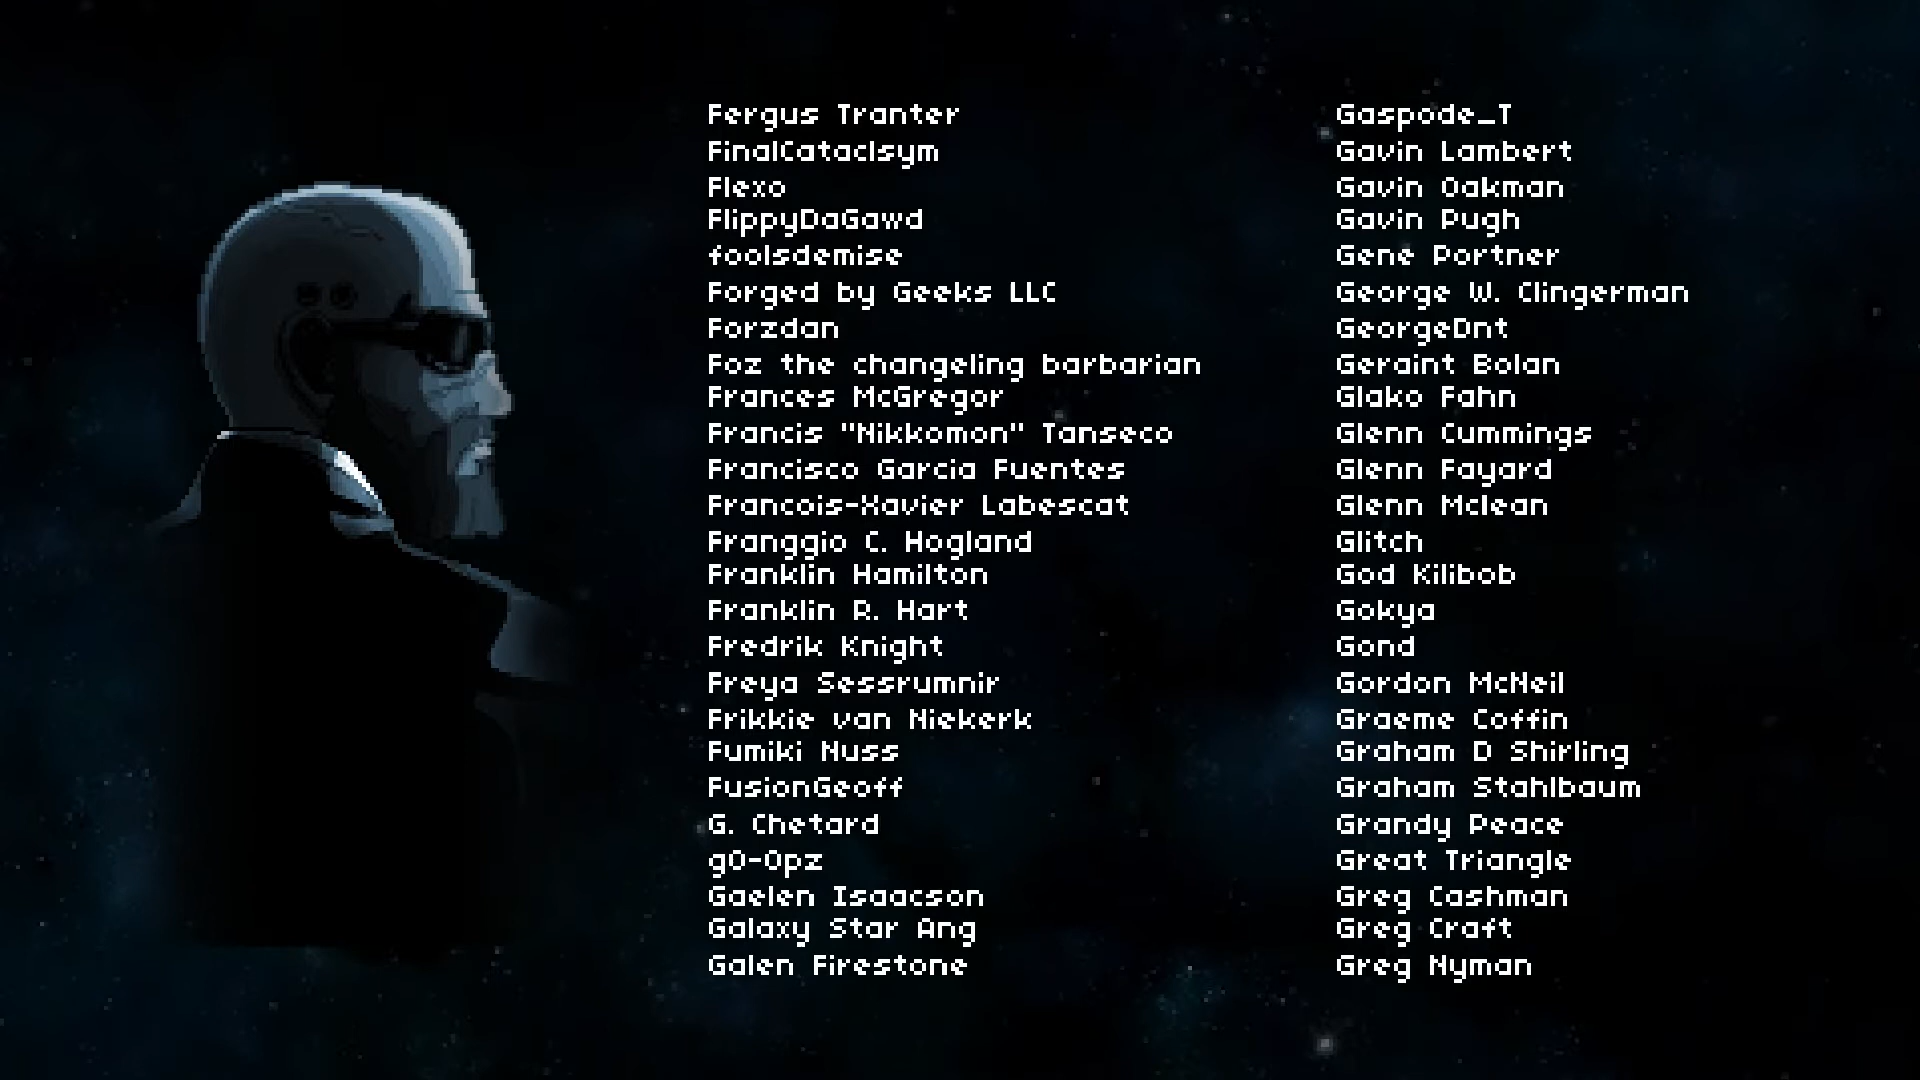 Fergus Tranter
FinalCataclsym
Flexo
FlippyDaGawd
foolsdemise
Forged by Geeks LLC
Forzdan
Foz the changeling barbarian
Frances McGregor
Francis "Nikkomon" Tanseco
Francisco Garcia Fuentes
Francois-Xavier Labescat
Franggio C. Hogland
Franklin Hamilton
Franklin R. Hart
Fredrik Knight
Freya Sessrumnir
Frikkie van Niekerk
Fumiki Nuss
FusionGeoff
G. Chetard
g0-0pz
Gaelen Isaacson
Galaxy Star Ang
Galen Firestone
Gaspode_T
Gavin Lambert
Gavin Oakman
Gavin Pugh
Gene Portner
George W. Clingerman
GeorgeDnt
Geraint Bolan
Glako Fahn
Glenn Cummings
Glenn Fayard
Glenn Mclean
Glitch
God Kilibob
Gokya
Gond
Gordon McNeil
Graeme Coffin
Graham D Shirling
Graham Stahlbaum
Grandy Peace
Great Triangle
Greg Cashman
Greg Craft
Greg Nyman